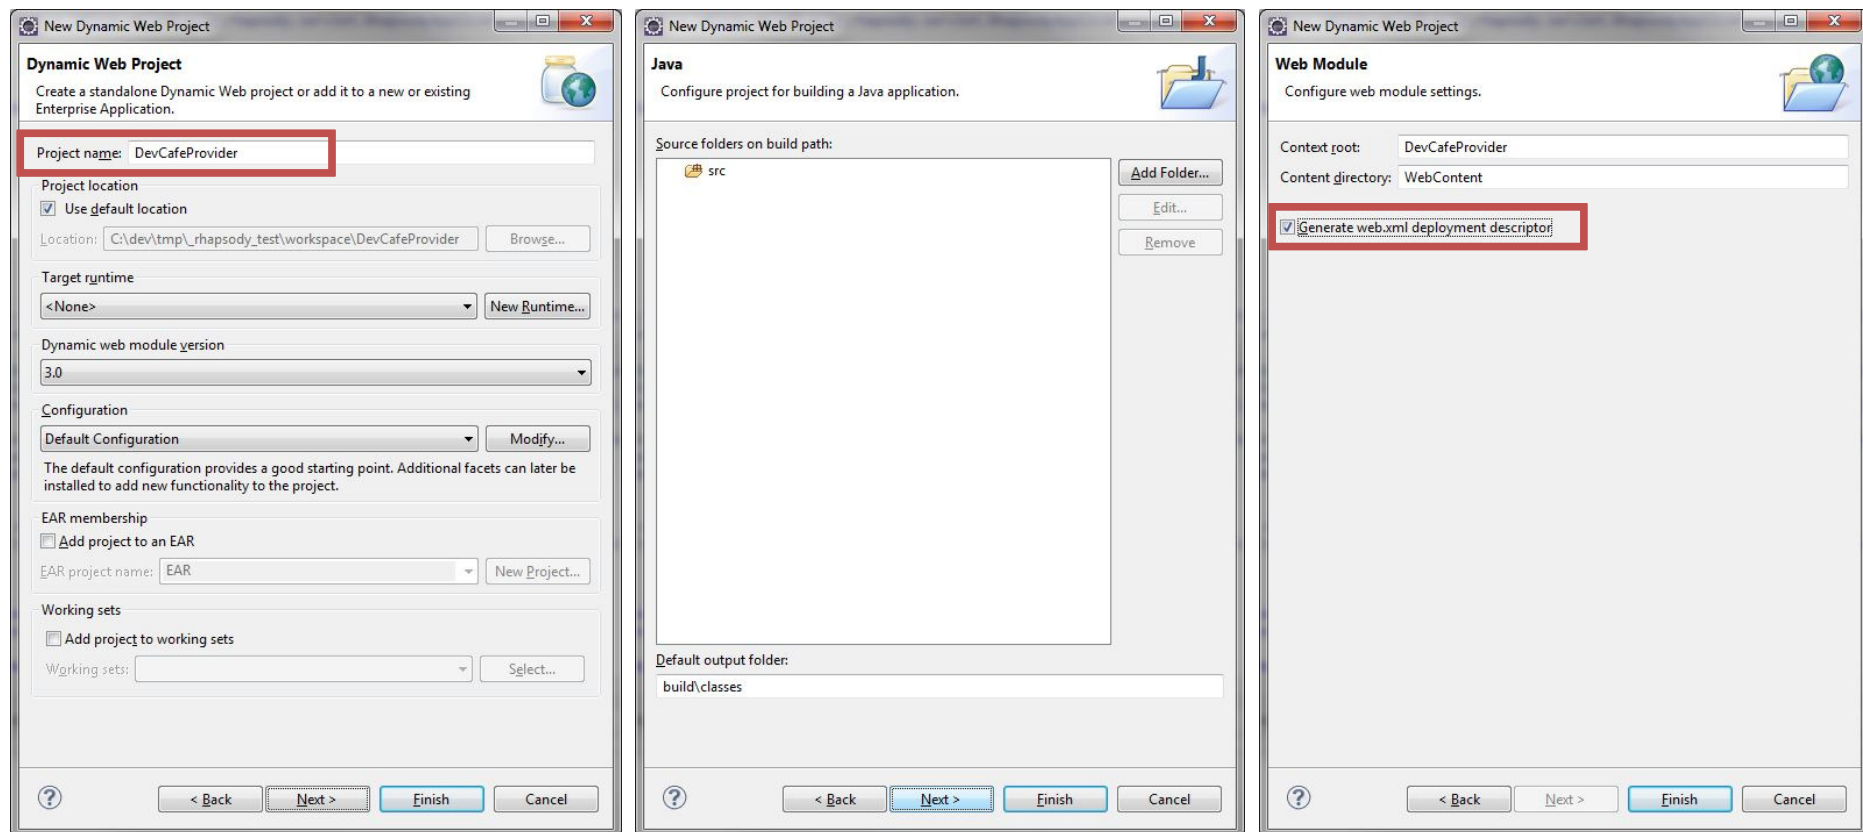 New Dynamic Web Project
Dynamic Web Project
Create a standalone Dynamic Web project or add it to a new or existing
Enterprise Application.
Project name: DevCafeProvider
Project location
Use default location
Location: C:\dev\tmp\_rhapsody_test\workspace\DevCafeProvider Browse...
Target runtime
<None> New Runtime...
Dynamic web module version
3.0
Configuration
Default Configuration Modify...
The default configuration provides a good starting point. Additional facets can later be
installed to add new functionality to the project.
EAR membership
Add project to an EAR
EAR project name: EAR New Project...
Working sets
Add project to working sets
Working sets: Select...
? < Back Next > Finish Cancel
New Dynamic Web Project
Java
Configure project for building a Java application.
Source folders on build path:
src
Add Folder...
Edit...
Remove
Default output folder:
build\classes
? < Back Next > Finish Cancel
New Dynamic Web Project
Web Module
Configure web module settings.
Context root: DevCafeProvider
Content directory: WebContent
Generate web.xml deployment descriptor
? < Back Next > Finish Cancel